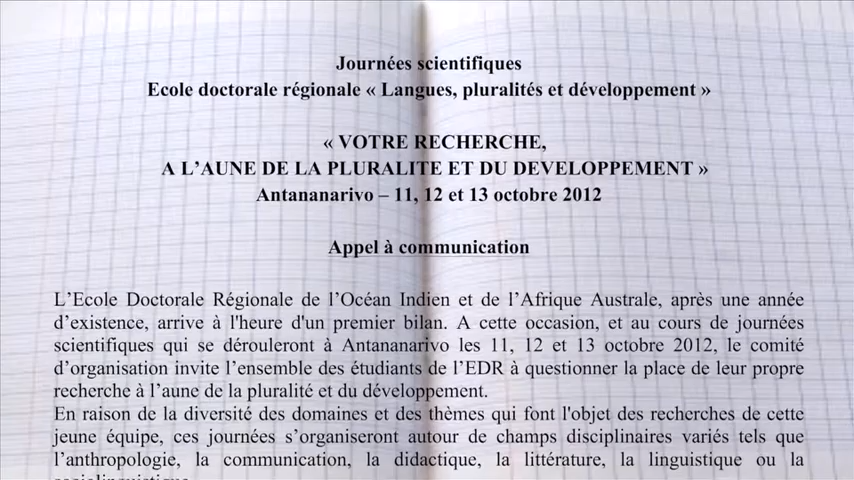 Journées scientifiques
Ecole doctorale régionale « Langues, pluralités et développement »
« VOTRE RECHERCHE,
A L’AUNE DE LA PLURALITE ET DU DEVELOPPEMENT »
Antananarivo – 11, 12 et 13 octobre 2012
Appel à communication
L’Ecole Doctorale Régionale de l’Océan Indien et de l’Afrique Australe, après une année
d’existence, arrive à l'heure d'un premier bilan. A cette occasion, et au cours de journées
scientifiques qui se dérouleront à Antananarivo les 11, 12 et 13 octobre 2012, le comité
d’organisation invite l’ensemble des étudiants de l’EDR à questionner la place de leur propre
recherche à l’aune de la pluralité et du développement.
En raison de la diversité des domaines et des thèmes qui font l'objet des recherches de cette
jeune équipe, ces journées s’organiseront autour de champs disciplinaires variés tels que
l’anthropologie, la communication, la didactique, la littérature, la linguistique ou la